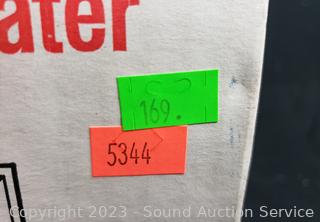 ater
169.
5344
Copyright © 2023 - Sound Auction Service